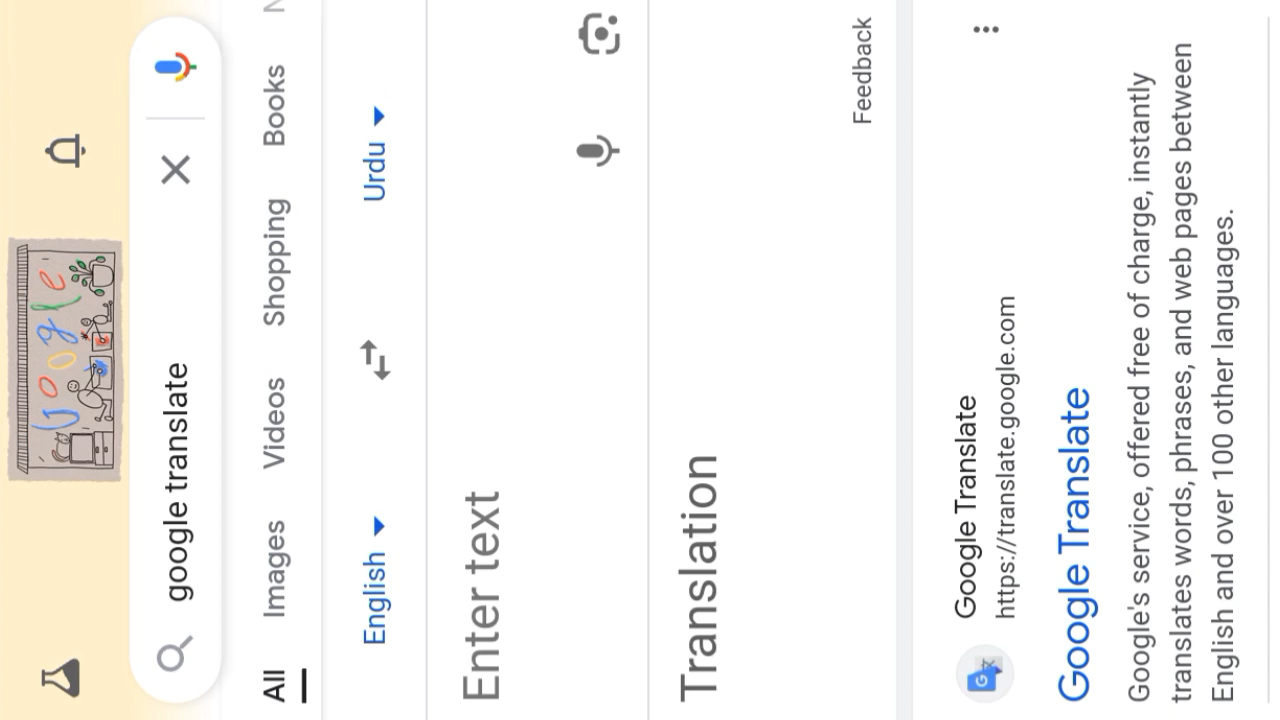 Google
google translate
All Images Videos Shopping Books
English Urdu
Enter text
Translation
Feedback
Google Translate
https://translate.google.com
Google Translate
Google's service, offered free of charge, instantly
translates words, phrases, and web pages between
English and over 100 other languages.